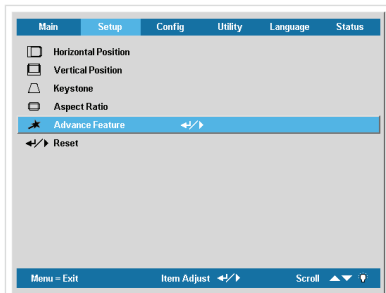 Main Setup Config Utility Language Status
Horizontal Position
Vertical Position
Keystone
Aspect Ratio
Advance Feature
Reset
Menu = Exit Item Adjust Scroll